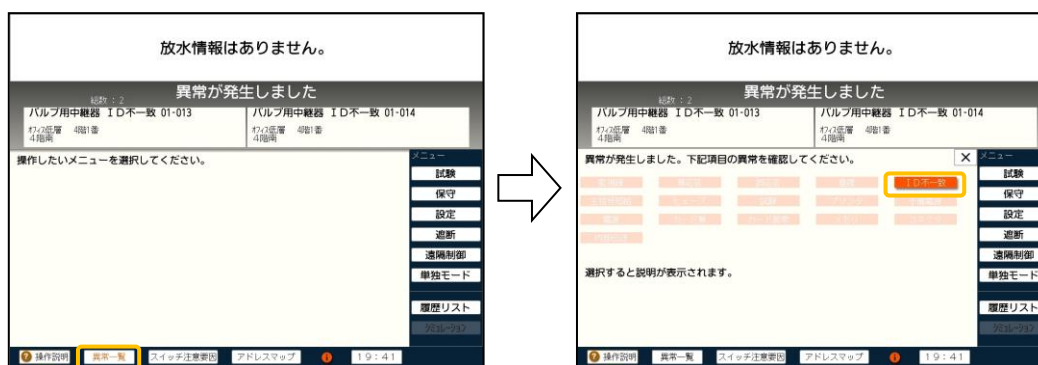 放水情報はありません。
異常が発生しました
総数：2
バルブ用中継器 ID不一致 01-013
バルブ用中継器 ID不一致 01-014
ｵﾌｨｽ低層 4階1番
4階南
ｵﾌｨｽ低層 4階1番
4階南
操作したいメニューを選択してください。
メニュー
試験
保守
設定
遮断
遠隔制御
単独モード
履歴リスト
ｼﾐｭﾚｰｼｮﾝ
操作説明 異常一覧 スイッチ注意要因 アドレスマップ 19:41
放水情報はありません。
異常が発生しました
総数：2
バルブ用中継器 ID不一致 01-013
バルブ用中継器 ID不一致 01-014
ｵﾌｨｽ低層 4階1番
4階南
ｵﾌｨｽ低層 4階1番
4階南
異常が発生しました。下記項目の異常を確認してください。
ID不一致
選択すると説明が表示されます。
メニュー
試験
保守
設定
遮断
遠隔制御
単独モード
履歴リスト
ｼﾐｭﾚｰｼｮﾝ
操作説明 異常一覧 スイッチ注意要因 アドレスマップ 19:41